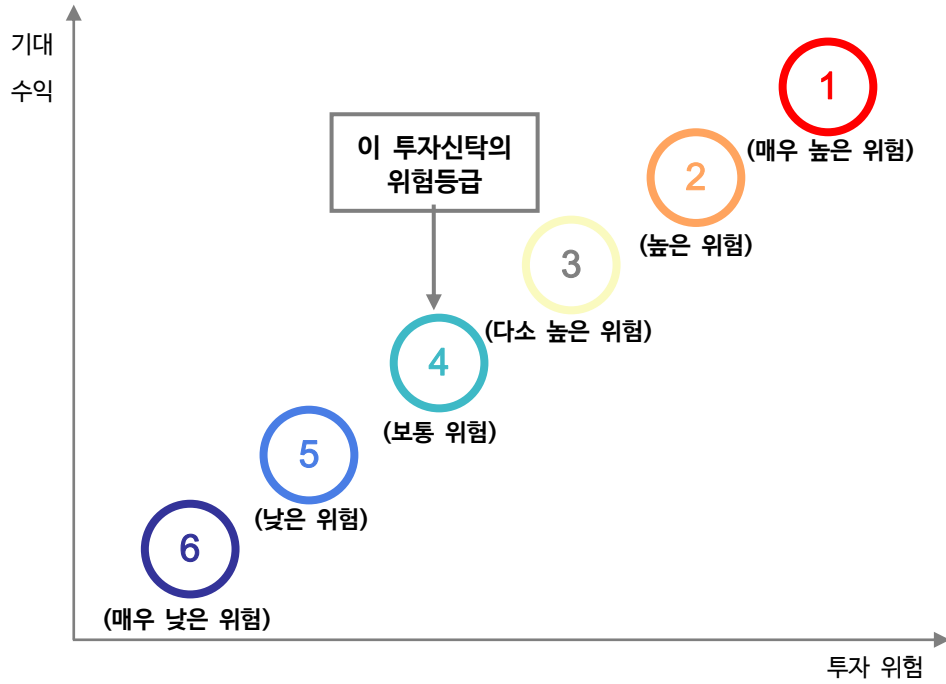 기대
수익
1
(매우 높은 위험)
이 투자신탁의
위험등급
2
(높은 위험)
3
(다소 높은 위험)
4
(보통 위험)
5
(낮은 위험)
6
(매우 낮은 위험)
투자 위험